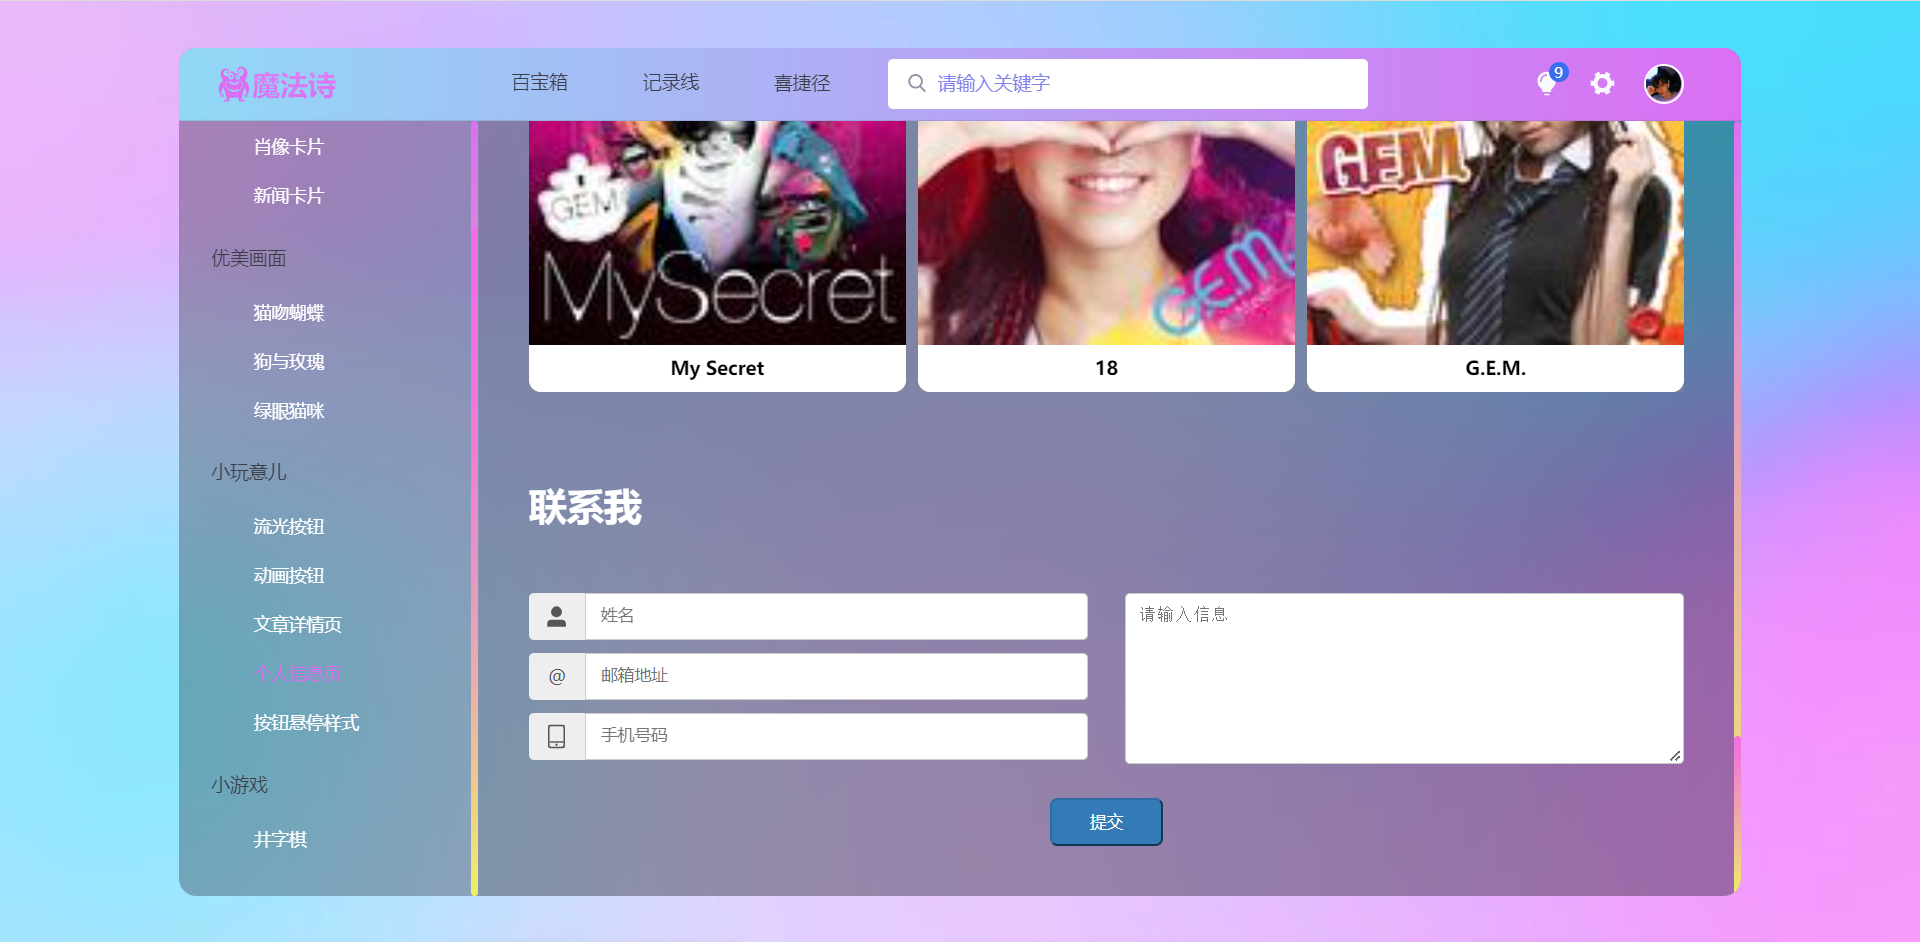 魔法诗
百宝箱
记录线
喜捷径
请输入关键字
9
肖像卡片
新闻卡片
优美画面
猫吻蝴蝶
狗与玫瑰
绿眼猫咪
小玩意儿
流光按钮
动画按钮
文章详情页
个人信息页
按钮悬停样式
小游戏
井字棋
GEM
MySecret
My Secret
G.E.M.
18
GEM
G.E.M.
联系我
姓名
@
邮箱地址
手机号码
请输入信息
提交